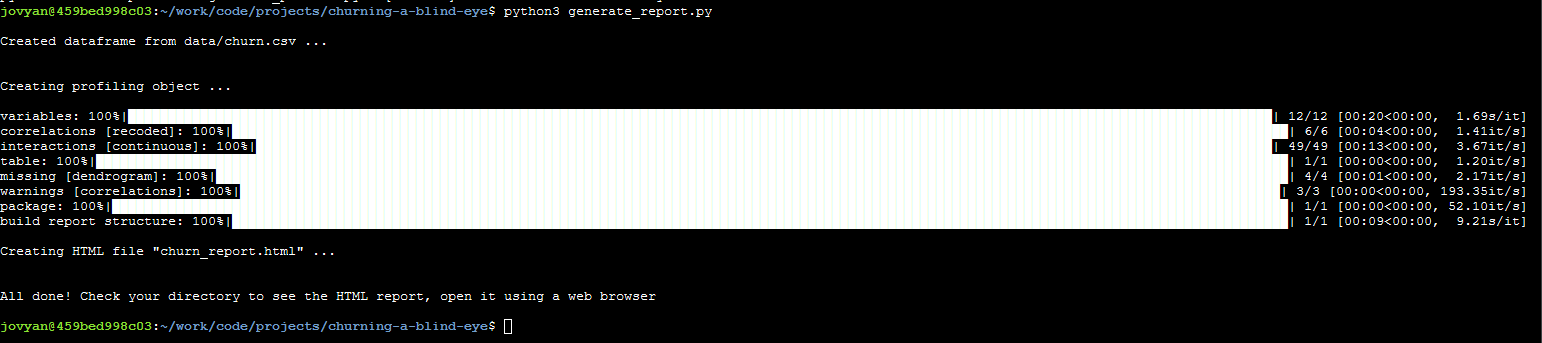 jovyan@459bed998c03:~/work/code/projects/churning-a-blind-eye$ python3 generate_report.py
Created dataframe from data/churn.csv ...
Creating profiling object ...
variables: 100%| | 12/12 [00:20<00:00, 1.69s/it]
correlations [recoded]: 100%| | 6/6 [00:04<00:00, 1.41it/s]
interactions [continuous]: 100%| | 49/49 [00:13<00:00, 3.67it/s]
table: 100%| | 1/1 [00:00<00:00, 1.20it/s]
missing [dendrogram]: 100%| | 4/4 [00:01<00:00, 2.17it/s]
warnings [correlations]: 100%| | 3/3 [00:00<00:00, 193.35it/s]
package: 100%| | 1/1 [00:00<00:00, 52.10it/s]
build report structure: 100%| | 1/1 [00:09<00:00, 9.21s/it]
Creating HTML file "churn_report.html" ...
All done! Check your directory to see the HTML report, open it using a web browser
jovyan@459bed998c03:~/work/code/projects/churning-a-blind-eye$